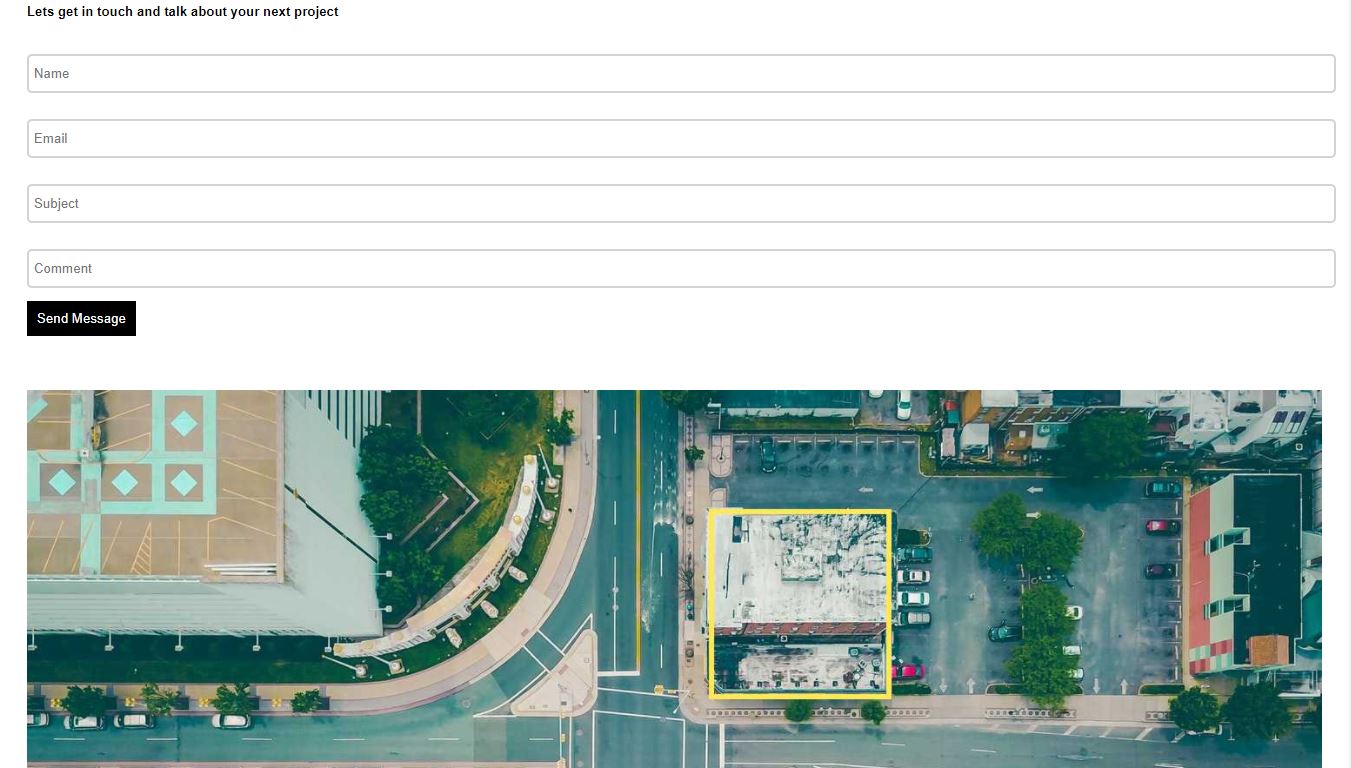 Lets get in touch and talk about your next project
Name
Email
Subject
Comment
Send Message